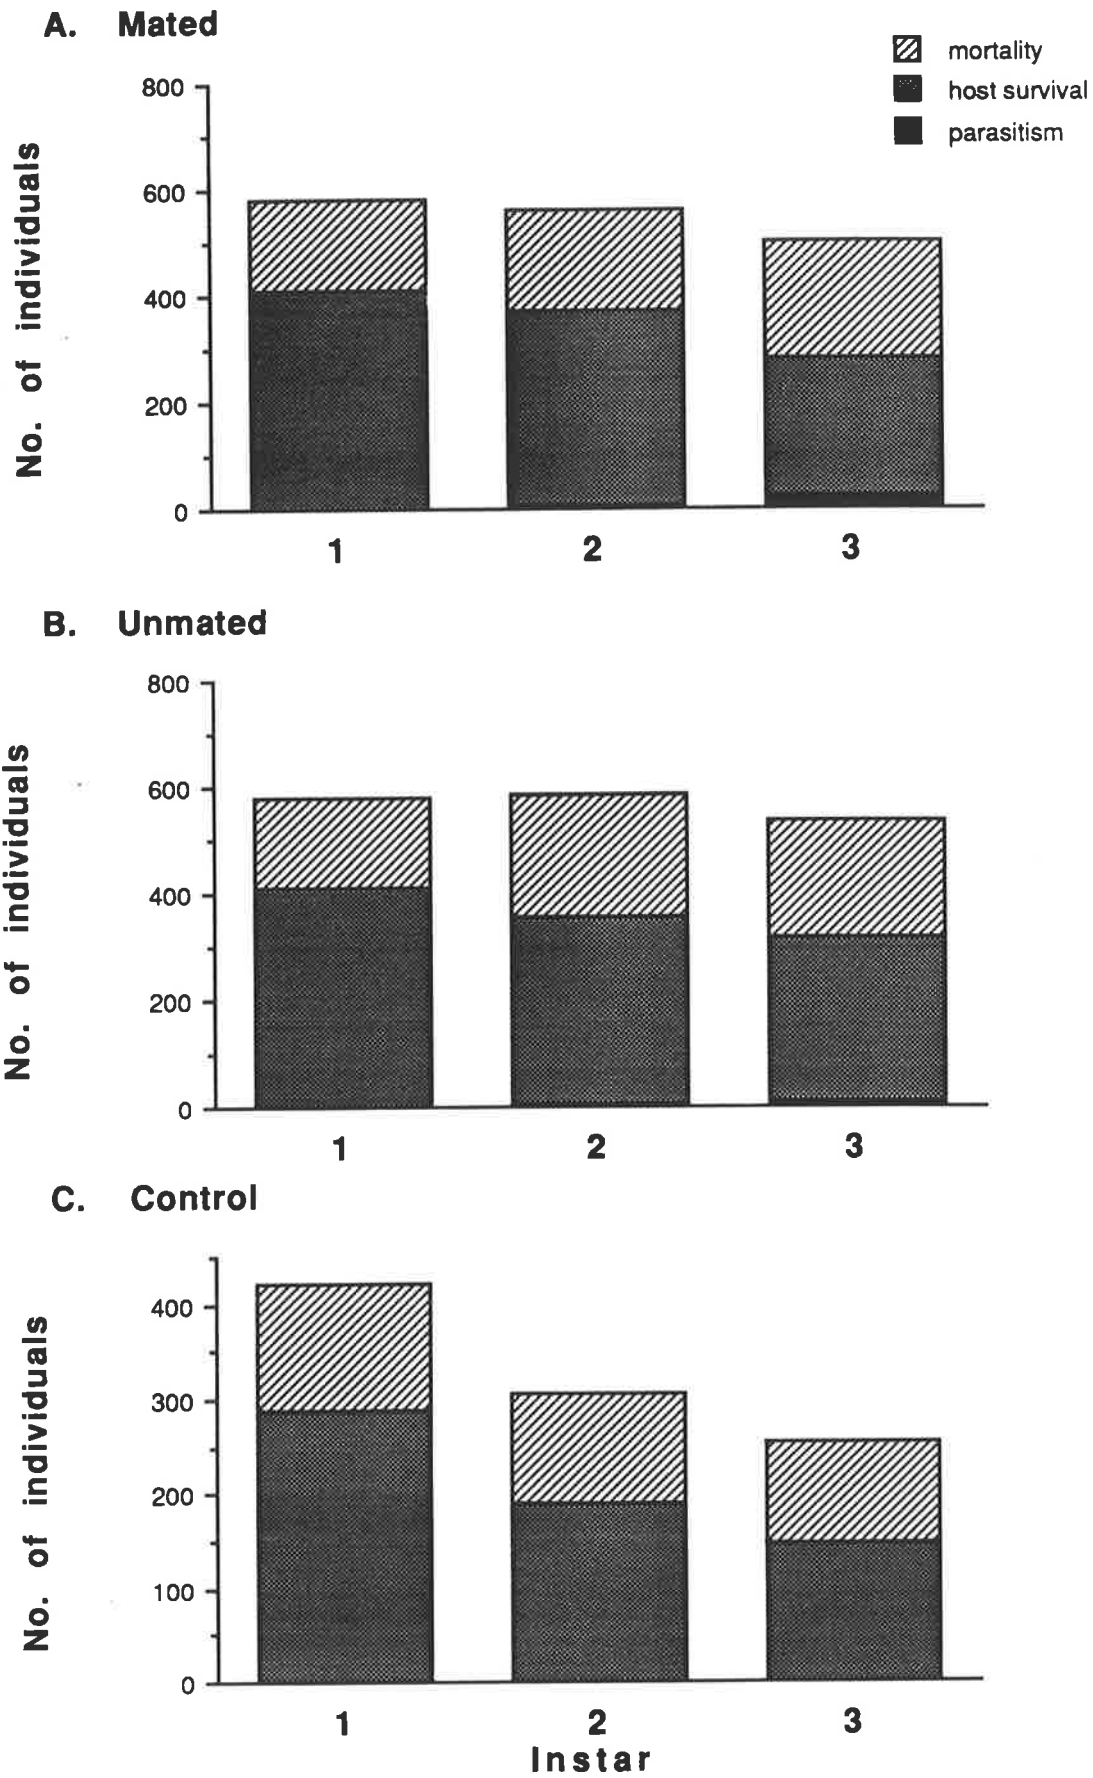 A. Mated
mortality
host survival
parasitism
800
600
400
200
0
No. of individuals
1 2 3
B. Unmated
800
600
400
200
0
No. of individuals
1 2 3
C. Control
400
300
200
100
0
No. of individuals
1 2 3
Instar